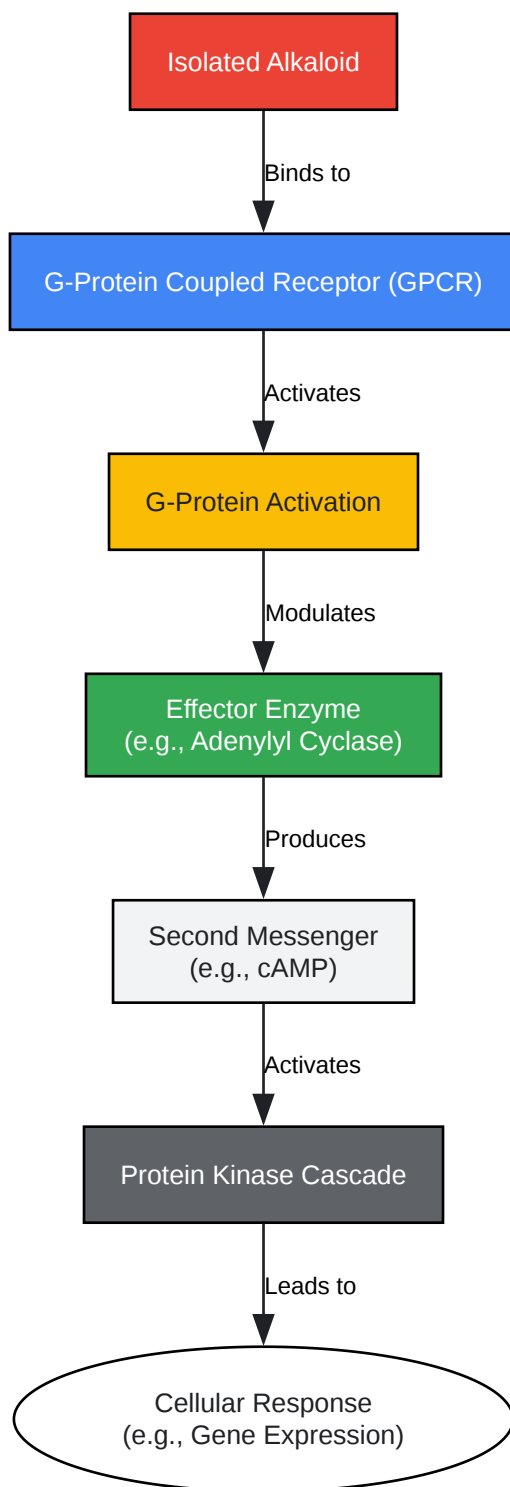 Isolated Alkaloid
Binds to
G-Protein Coupled Receptor (GPCR)
Activates
G-Protein Activation
Modulates
Effector Enzyme
(e.g., Adenylyl Cyclase)
Produces
Second Messenger
(e.g., cAMP)
Activates
Protein Kinase Cascade
Leads to
Cellular Response
(e.g., Gene Expression)